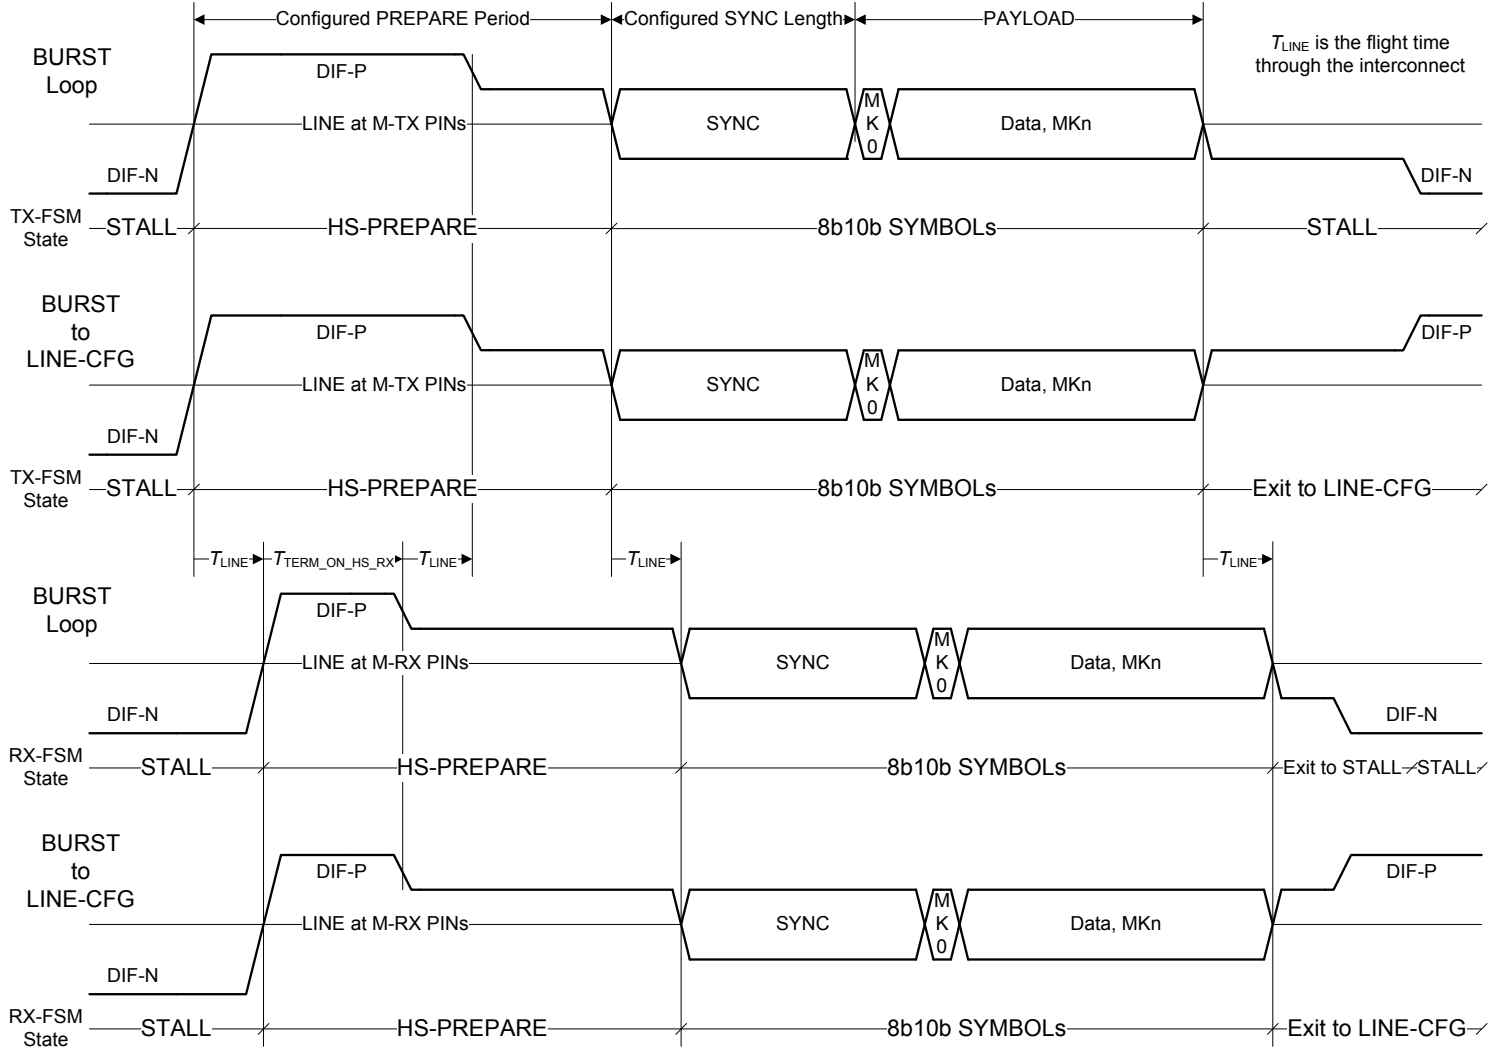 Configured PREPARE Period
Configured SYNC Length
PAYLOAD
TLINE is the flight time
through the interconnect
BURST
Loop
DIF-P
LINE at M-TX PINs
SYNC
M
K
0
Data, MKn
DIF-N
DIF-N
TX-FSM
State
STALL
HS-PREPARE
8b10b SYMBOLs
STALL
BURST
to
LINE-CFG
DIF-P
DIF-P
LINE at M-TX PINs
SYNC
M
K
0
Data, MKn
DIF-N
TX-FSM
State
STALL
HS-PREPARE
8b10b SYMBOLs
Exit to LINE-CFG
TLINE
TTERM_ON_HS_RX
TLINE
TLINE
TLINE
BURST
Loop
DIF-P
LINE at M-RX PINs
SYNC
M
K
0
Data, MKn
DIF-N
DIF-N
RX-FSM
State
STALL
HS-PREPARE
8b10b SYMBOLs
Exit to STALL
STALL
BURST
to
LINE-CFG
DIF-P
DIF-P
LINE at M-RX PINs
SYNC
M
K
0
Data, MKn
DIF-N
RX-FSM
State
STALL
HS-PREPARE
8b10b SYMBOLs
Exit to LINE-CFG